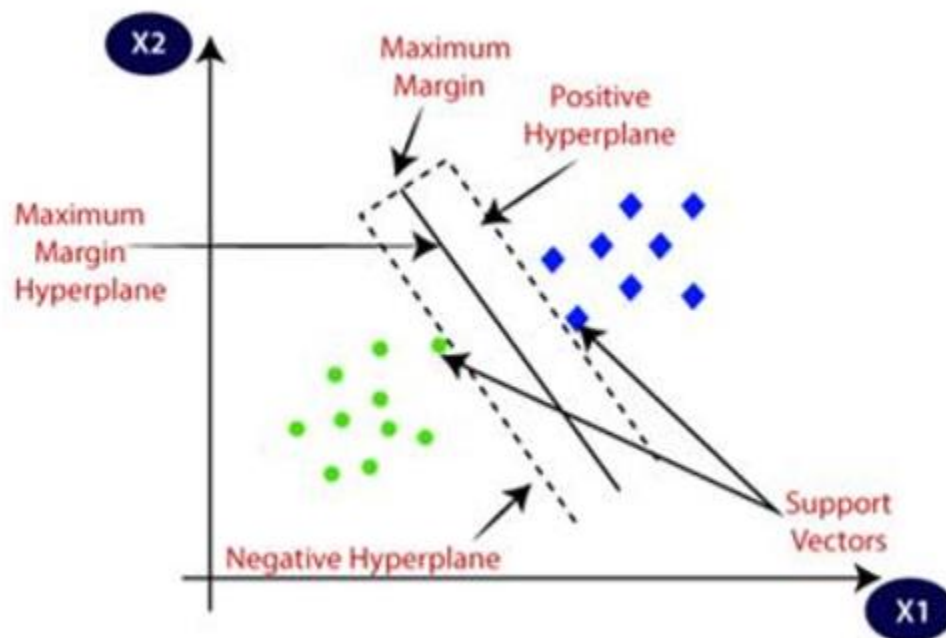 X2
Maximum
Margin
Positive
Hyperplane
Maximum
Margin
Hyperplane
Support
Vectors
Negative Hyperplane
X1